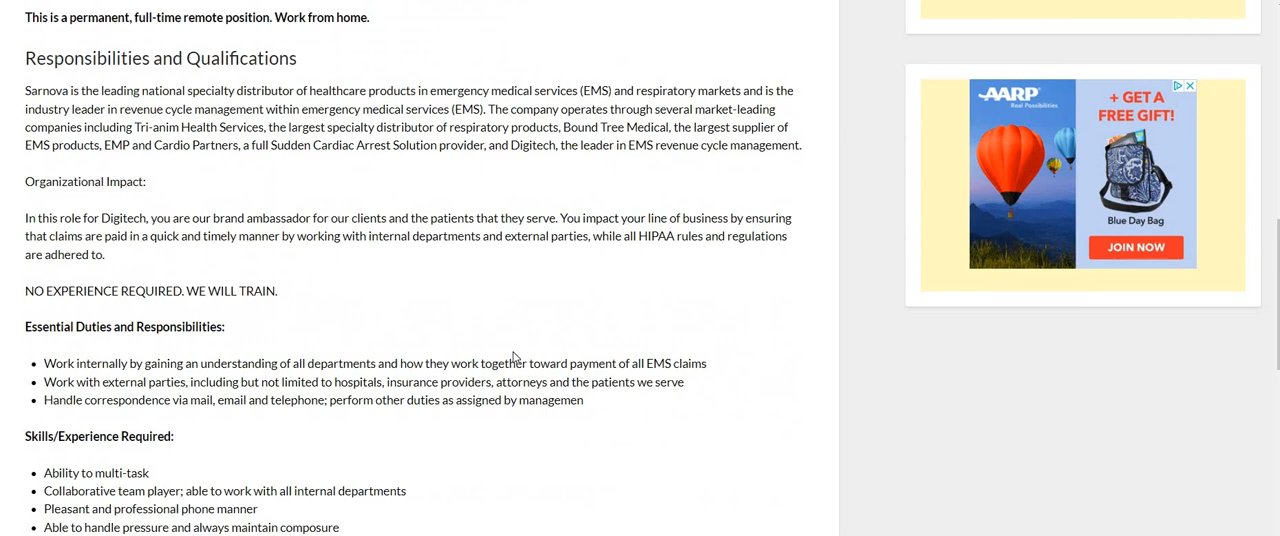 This is a permanent, full-time remote position. Work from home.
Responsibilities and Qualifications
Sarnova is the leading national specialty distributor of healthcare products in emergency medical services (EMS) and respiratory markets and is the
industry leader in revenue cycle management within emergency medical services (EMS). The company operates through several market-leading
companies including Tri-anim Health Services, the largest specialty distributor of respiratory products, Bound Tree Medical, the largest supplier of
EMS products, EMP and Cardio Partners, a full Sudden Cardiac Arrest Solution provider, and Digitech, the leader in EMS revenue cycle management.
Organizational Impact:
In this role for Digitech, you are our brand ambassador for our clients and the patients that they serve. You impact your line of business by ensuring
that claims are paid in a quick and timely manner by working with internal departments and external parties, while all HIPAA rules and regulations
are adhered to.
NO EXPERIENCE REQUIRED. WE WILL TRAIN.
Essential Duties and Responsibilities:
• Work internally by gaining an understanding of all departments and how they work together toward payment of all EMS claims
• Work with external parties, including but not limited to hospitals, insurance providers, attorneys and the patients we serve
• Handle correspondence via mail, email and telephone; perform other duties as assigned by managemen
Skills/Experience Required:
• Ability to multi-task
• Collaborative team player; able to work with all internal departments
• Pleasant and professional phone manner
• Able to handle pressure and always maintain composure
AARP
Real Possibilities
+ GET A
FREE GIFT!
Blue Day Bag
JOIN NOW